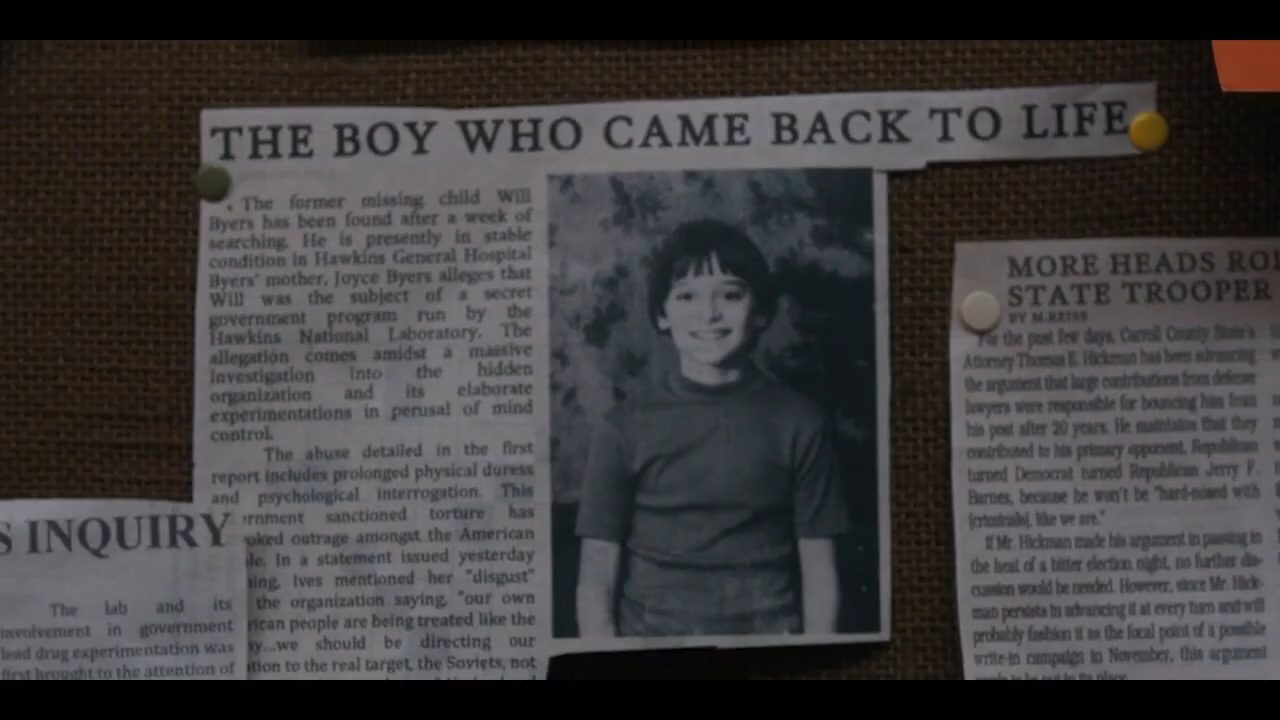 THE BOY WHO CAME BACK TO LIFE
The former missing child Will
Byers has been found after a week of
searching. He is presently in stable
condition in Hawkins General Hospital
Byers' mother, Joyce Byers alleges that
Will was the subject of a secret
government program run by the
Hawkins National Laboratory. The
allegation comes amidst a massive
investigation into the hidden
organization and its elaborate
experimentations in perusal of mind
control.
The abuse detailed in the first
report includes prolonged physical duress
and psychological interrogation. This
ernment sanctioned torture has
oked outrage amongst the American
le. In a statement issued yesterday
ing, Ives mentioned her "disgust"
the organization saying, "our own
rican people are being treated like the
y...we should be directing our
tion to the real target, the Soviets, not
S INQUIRY
The lab and its
involvement in government
lead drug experimentation was
first brought to the attention of
MORE HEADS RO
STATE TROOPER
BY M.REISS
For the past few days, Carroll County State's
Attorney Thomas E. Hickman has been advancing
the argument that large contributions from defense
lawyers were responsible for bouncing him from
his post after 20 years. He maintains that they
contributed to his primary opponent, Republican
turned Democrat turned Republican Jerry F.
Barnes, because he won't be "hard-nosed with
[criminals], like we are."
If Mr. Hickman made his argument in passing in
the heat of a bitter election night, no further dis-
cussion would be needed. However, since Mr. Hick-
man persists in advancing it at every turn and will
probably fashion it as the focal point of a possible
write-in campaign in November, this argument